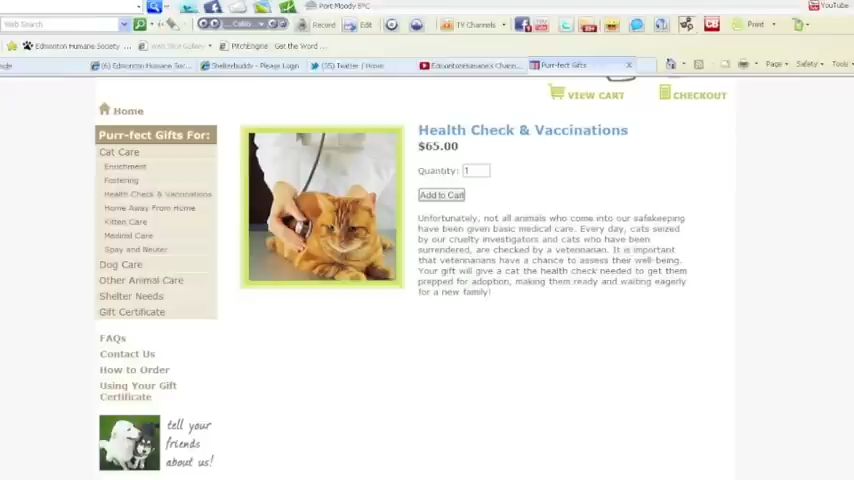 Port Moody 8°C
YouTube
Web Search
Record
Edit
TV Channels
Print
Edmonton Humane Society ...
PitchEngine : Get the Word ...
(6) Edmonton Humane Soc...
Shelterbuddy - Please Login
(35) Twitter / Home
EdmontonHumane's Chann...
Purr-fect Gifts
Page
Safety
Tools
VIEW CART
CHECKOUT
Home
Purr-fect Gifts For:
Cat Care
Enrichment
Fostering
Health Check & Vaccinations
Home Away From Home
Kitten Care
Medical Care
Spay and Neuter
Dog Care
Other Animal Care
Shelter Needs
Gift Certificate
FAQs
Contact Us
How to Order
Using Your Gift
Certificate
tell your
friends
about us!
Health Check & Vaccinations
$65.00
Quantity: 1
Add to Cart
Unfortunately, not all animals who come into our safekeeping
have been given basic medical care. Every day, cats seized
by our cruelty investigators and cats who have been
surrendered, are checked by a veterinarian. It is important
that veterinarians have a chance to assess their well-being.
Your gift will give a cat the health check needed to get them
prepped for adoption, making them ready and waiting eagerly
for a new family!